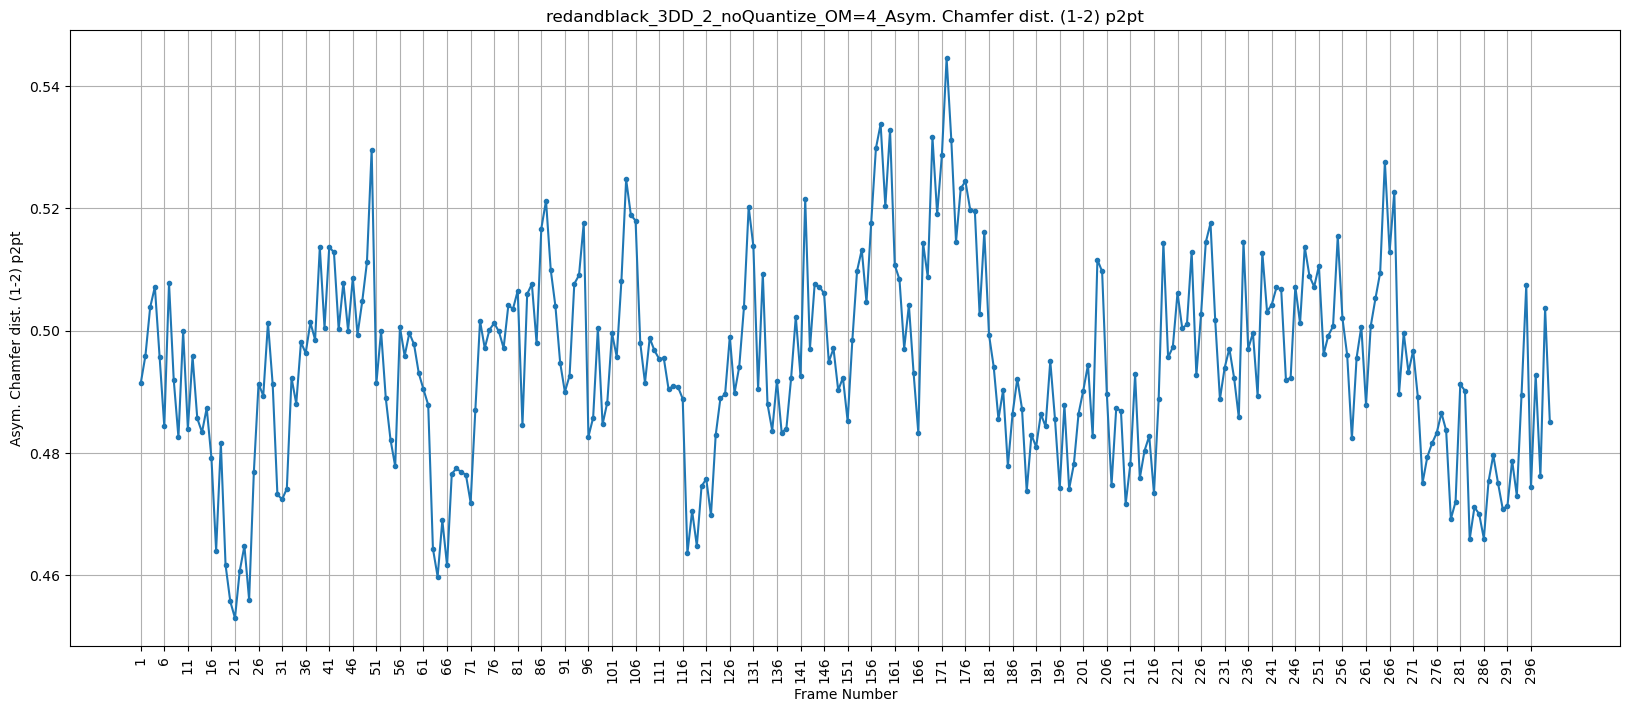 redandblack_3DD_2_noQuantize_OM=4_Asym. Chamfer dist. (1-2) p2pt
Asym. Chamfer dist. (1-2) p2pt
0.54
0.52
0.50
0.48
0.46
1 6 11 16 21 26 31 36 41 46 51 56 61 66 71 76 81 86 91 96 101 106 111 116 121 126 131 136 141 146 151 156 161 166 171 176 181 186 191 196 201 206 211 216 221 226 231 236 241 246 251 256 261 266 271 276 281 286 291 296
Frame Number